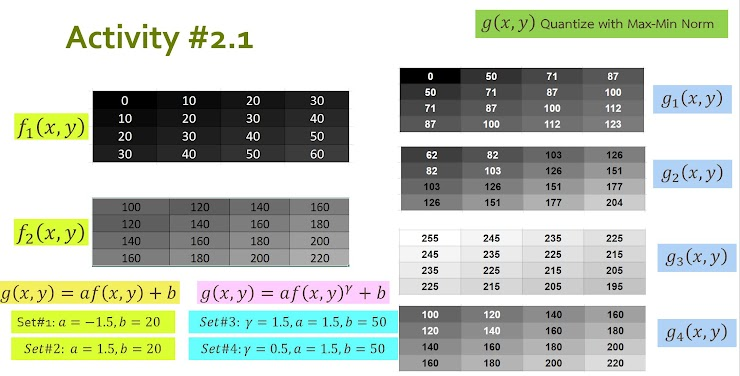 Activity #2.1
g(x, y) Quantize with Max-Min Norm
f₁(x, y)
0 10 20 30
10 20 30 40
20 30 40 50
30 40 50 60
f₂(x, y)
100 120 140 160
120 140 160 180
140 160 180 200
160 180 200 220
g(x, y) = af(x, y) + b
Set#1: a = −1.5, b = 20
Set#2: a = 1.5, b = 20
g(x, y) = af(x, y)ᵞ + b
Set#3: γ = 1.5, a = 1.5, b = 50
Set#4: γ = 0.5, a = 1.5, b = 50
0 50 71 87
50 71 87 100
71 87 100 112
87 100 112 123
g₁(x, y)
62 82 103 126
82 103 126 151
103 126 151 177
126 151 177 204
g₂(x, y)
255 245 235 225
245 235 225 215
235 225 215 205
225 215 205 195
g₃(x, y)
100 120 140 160
120 140 160 180
140 160 180 200
160 180 200 220
g₄(x, y)